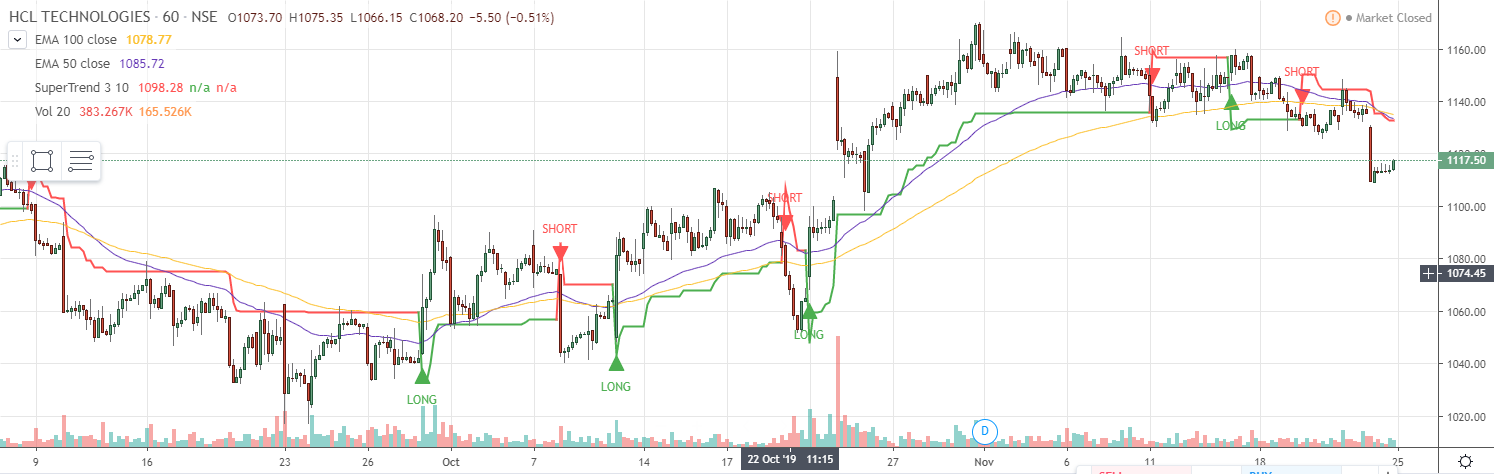 HCL TECHNOLOGIES · 60 · NSE O1073.70 H1075.35 L1066.15 C1068.20 −5.50 (−0.51%)
Market Closed
EMA 100 close 1078.77
EMA 50 close 1085.72
SuperTrend 3 10 1098.28 n/a n/a
Vol 20 383.267K 165.526K
1160.00
SHORT
SHORT
1140.00
LONG
1117.50
SHORT
1100.00
SHORT
1080.00
1074.45
1060.00
LONG
1040.00
LONG
LONG
1020.00
D
9 16 23 26 Oct 7 14 17 22 Oct '19 11:15 27 Nov 11 18 25